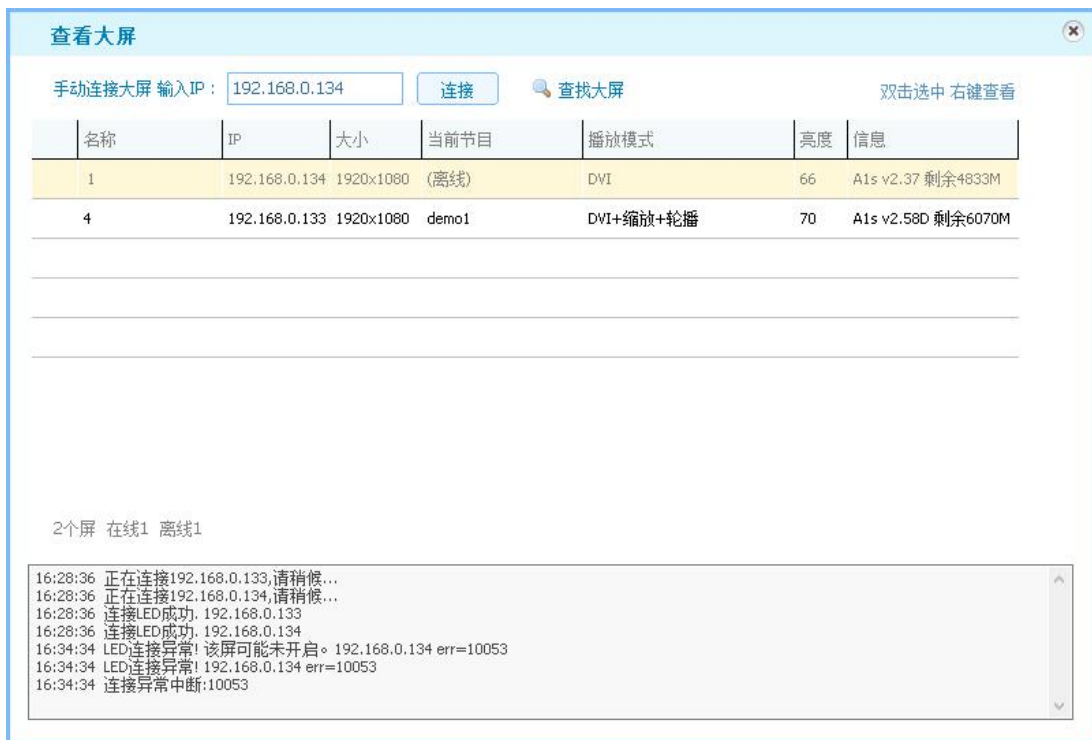 查看大屏
手动连接大屏 输入IP： 192.168.0.134 连接 查找大屏 双击选中 右键查看
名称 IP 大小 当前节目 播放模式 亮度 信息
1 192.168.0.134 1920x1080 (离线) DVI 66 A1s v2.37 剩余4833M
4 192.168.0.133 1920x1080 demo1 DVI+缩放+轮播 70 A1s v2.58D 剩余6070M
2个屏 在线1 离线1
16:28:36 正在连接192.168.0.133,请稍候...
16:28:36 正在连接192.168.0.134,请稍候...
16:28:36 连接LED成功. 192.168.0.133
16:28:36 连接LED成功. 192.168.0.134
16:34:34 LED连接异常! 该屏可能未开启。192.168.0.134 err=10053
16:34:34 LED连接异常! 192.168.0.134 err=10053
16:34:34 连接异常中断:10053